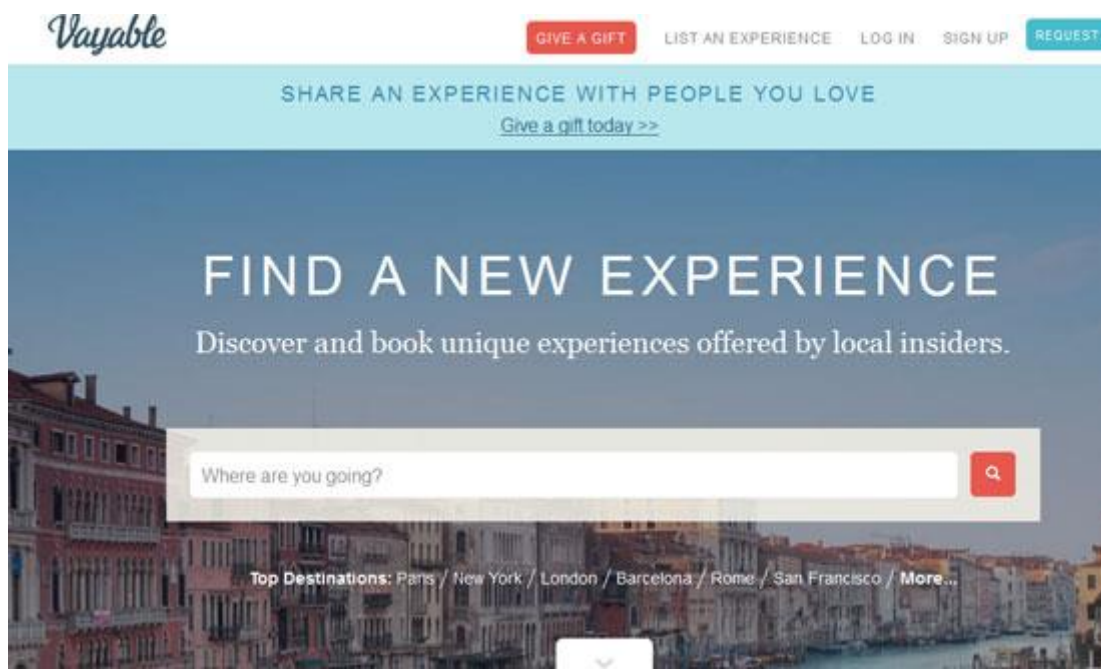 Vayable
GIVE A GIFT LIST AN EXPERIENCE LOG IN SIGN UP REQUEST
SHARE AN EXPERIENCE WITH PEOPLE YOU LOVE
Give a gift today >>
FIND A NEW EXPERIENCE
Discover and book unique experiences offered by local insiders.
Where are you going?
Top Destinations: Paris / New York / London / Barcelona / Rome / San Francisco / More...